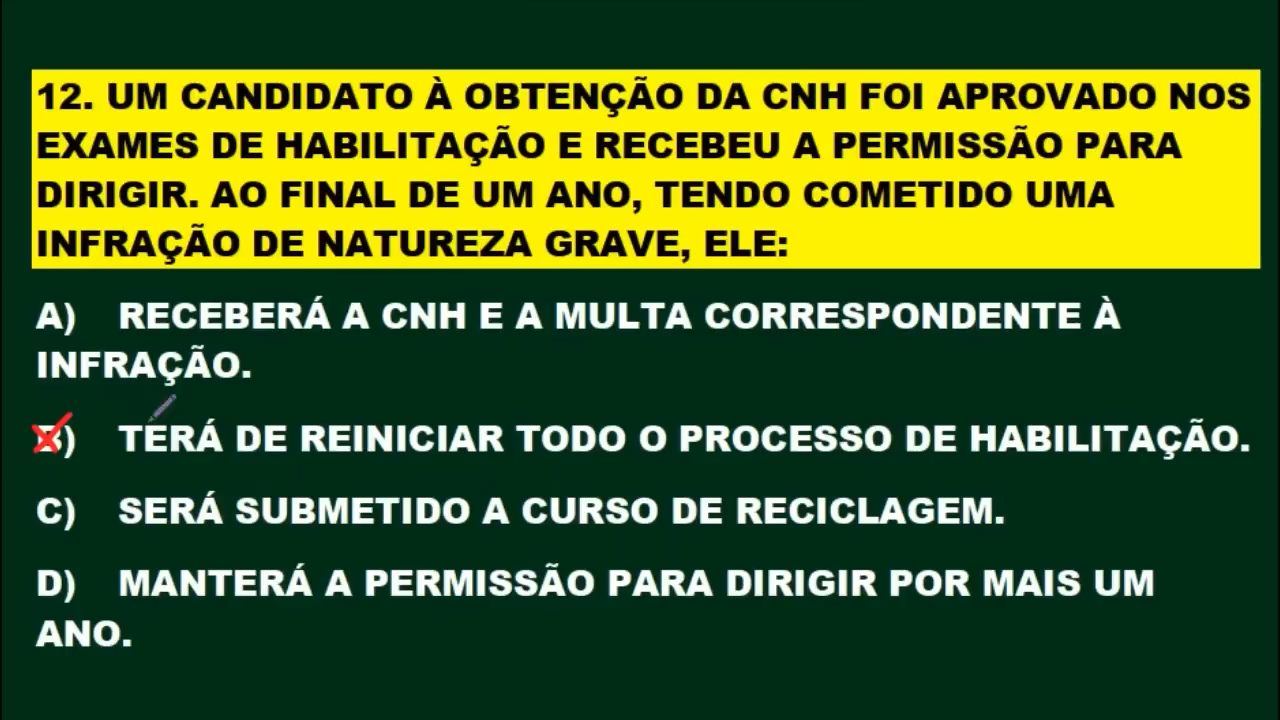 12. UM CANDIDATO À OBTENÇÃO DA CNH FOI APROVADO NOS
EXAMES DE HABILITAÇÃO E RECEBEU A PERMISSÃO PARA
DIRIGIR. AO FINAL DE UM ANO, TENDO COMETIDO UMA
INFRAÇÃO DE NATUREZA GRAVE, ELE:
A) RECEBERÁ A CNH E A MULTA CORRESPONDENTE À
INFRAÇÃO.
B) TERÁ DE REINICIAR TODO O PROCESSO DE HABILITAÇÃO.
C) SERÁ SUBMETIDO A CURSO DE RECICLAGEM.
D) MANTERÁ A PERMISSÃO PARA DIRIGIR POR MAIS UM
ANO.